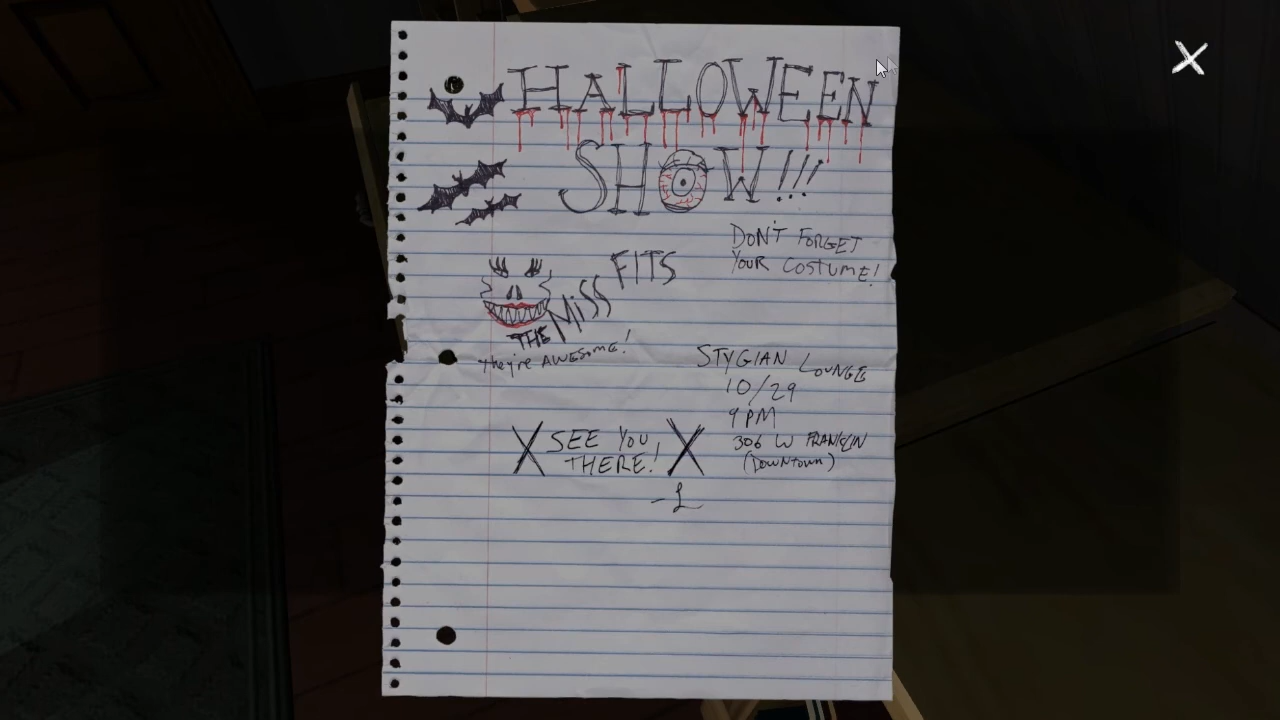 HALLOWEEN
SHOW!!!
DON'T FORGET
YOUR COSTUME!
THE MISS FITS
They're AWESOME!
STYGIAN LOUNGE
10/29
9 PM
306 W FRANKLIN
(DOWNTOWN)
X SEE YOU X
THERE!
-L